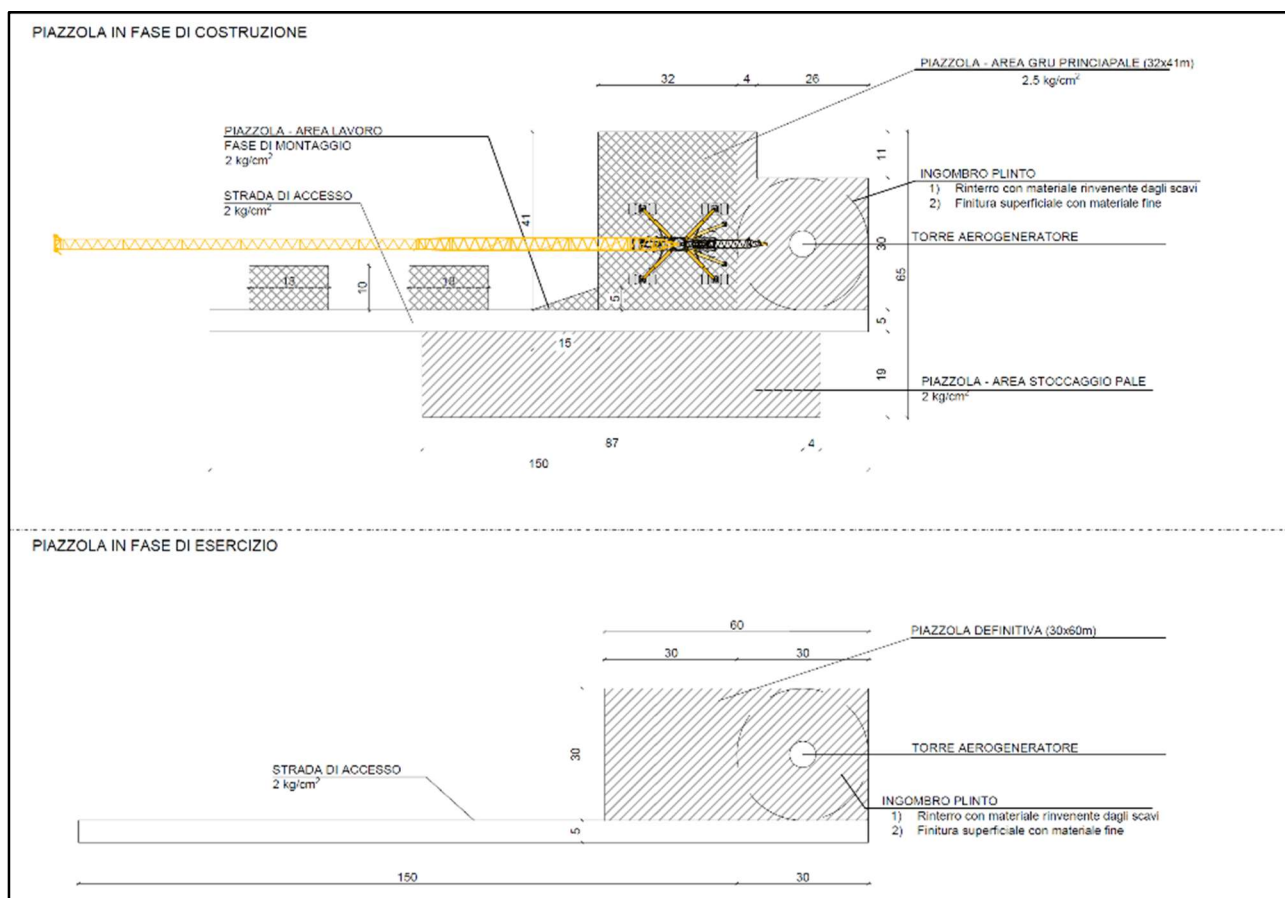 PIAZZOLA IN FASE DI COSTRUZIONE
32
4
26
PIAZZOLA - AREA GRU PRINCIAPALE (32x41m)
2.5 kg/cm²
PIAZZOLA - AREA LAVORO
FASE DI MONTAGGIO
2 kg/cm²
STRADA DI ACCESSO
2 kg/cm²
41
11
INGOMBRO PLINTO
1) Rinterro con materiale rinvenente dagli scavi
2) Finitura superficiale con materiale fine
TORRE AEROGENERATORE
30
65
18
10
18
5
5
15
19
PIAZZOLA - AREA STOCCAGGIO PALE
2 kg/cm²
87
4
150
PIAZZOLA IN FASE DI ESERCIZIO
60
PIAZZOLA DEFINITIVA (30x60m)
30
30
30
TORRE AEROGENERATORE
STRADA DI ACCESSO
2 kg/cm²
INGOMBRO PLINTO
1) Rinterro con materiale rinvenente dagli scavi
2) Finitura superficiale con materiale fine
5
150
30